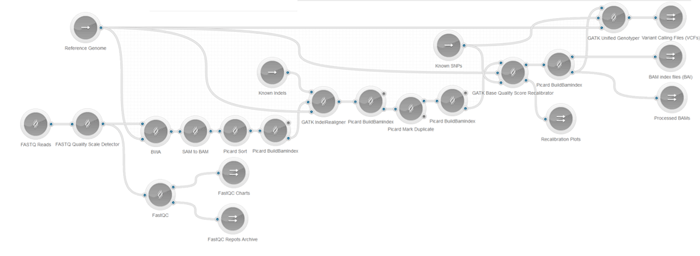 GATK Unified Genotyper
Variant Calling Files (VCFs)
Reference Genome
Known SNPs
BAM index files (BAI)
Known indels
GATK Base Quality Score Recalibrator
Picard BuildBamIndex
Processed BAMs
GATK IndelRealigner
Picard BuildBamIndex
Picard Mark Duplicate
Picard BuildBamIndex
Recalibration Plots
FASTQ Reads
FASTQ Quality Scale Detector
BWA
SAM to BAM
Picard Sort
Picard BuildBamIndex
FastQC Charts
FastQC
FastQC Repots Archive